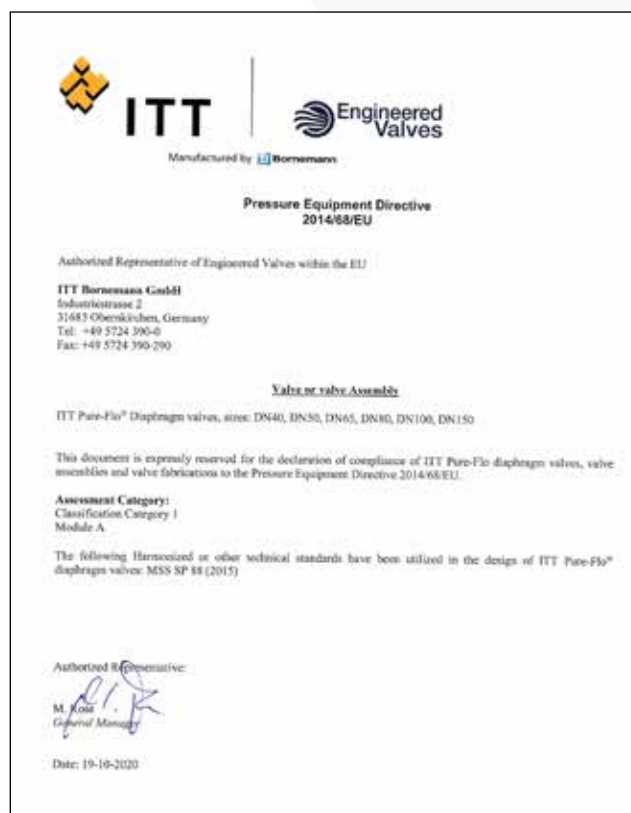 ITT
Engineered
Valves
Manufactured by Bornemann
Pressure Equipment Directive
2014/68/EU
Authorized Representative of Engineered Valves within the EU
ITT Bornemann GmbH
Industriestrasse 2
31683 Obernkirchen, Germany
Tel: +49 5724 390-0
Fax: +49 5724 390-290
Valve or valve Assembly
ITT Pure-Flo® Diaphragm valves, sizes: DN40, DN50, DN65, DN80, DN100, DN150
This document is expressly reserved for the declaration of compliance of ITT Pure-Flo diaphragm valves, valve
assemblies and valve fabrications to the Pressure Equipment Directive 2014/68/EU.
Assessment Category:
Classification Category 1
Module A
The following Harmonized or other technical standards have been utilized in the design of ITT Pure-Flo®
diaphragm valves: MSS SP 88 (2015)
Authorized Representative:
M.
General Manager
Date: 19-10-2020